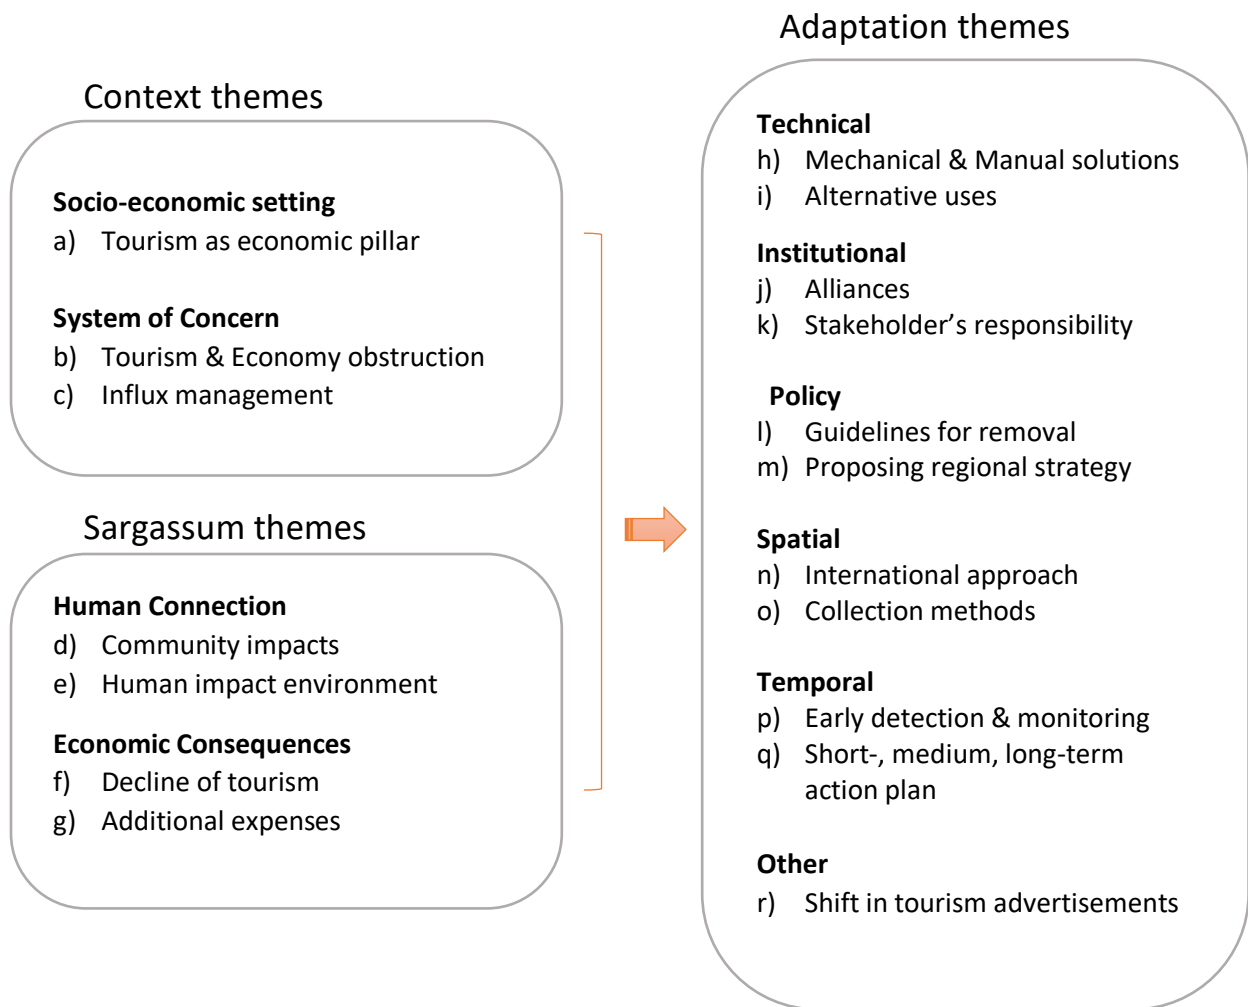 Context themes
Socio-economic setting
a) Tourism as economic pillar
System of Concern
b) Tourism & Economy obstruction
c) Influx management
Sargassum themes
Human Connection
d) Community impacts
e) Human impact environment
Economic Consequences
f) Decline of tourism
g) Additional expenses
Adaptation themes
Technical
h) Mechanical & Manual solutions
i) Alternative uses
Institutional
j) Alliances
k) Stakeholder’s responsibility
Policy
l) Guidelines for removal
m) Proposing regional strategy
Spatial
n) International approach
o) Collection methods
Temporal
p) Early detection & monitoring
q) Short-, medium, long-term
action plan
Other
r) Shift in tourism advertisements